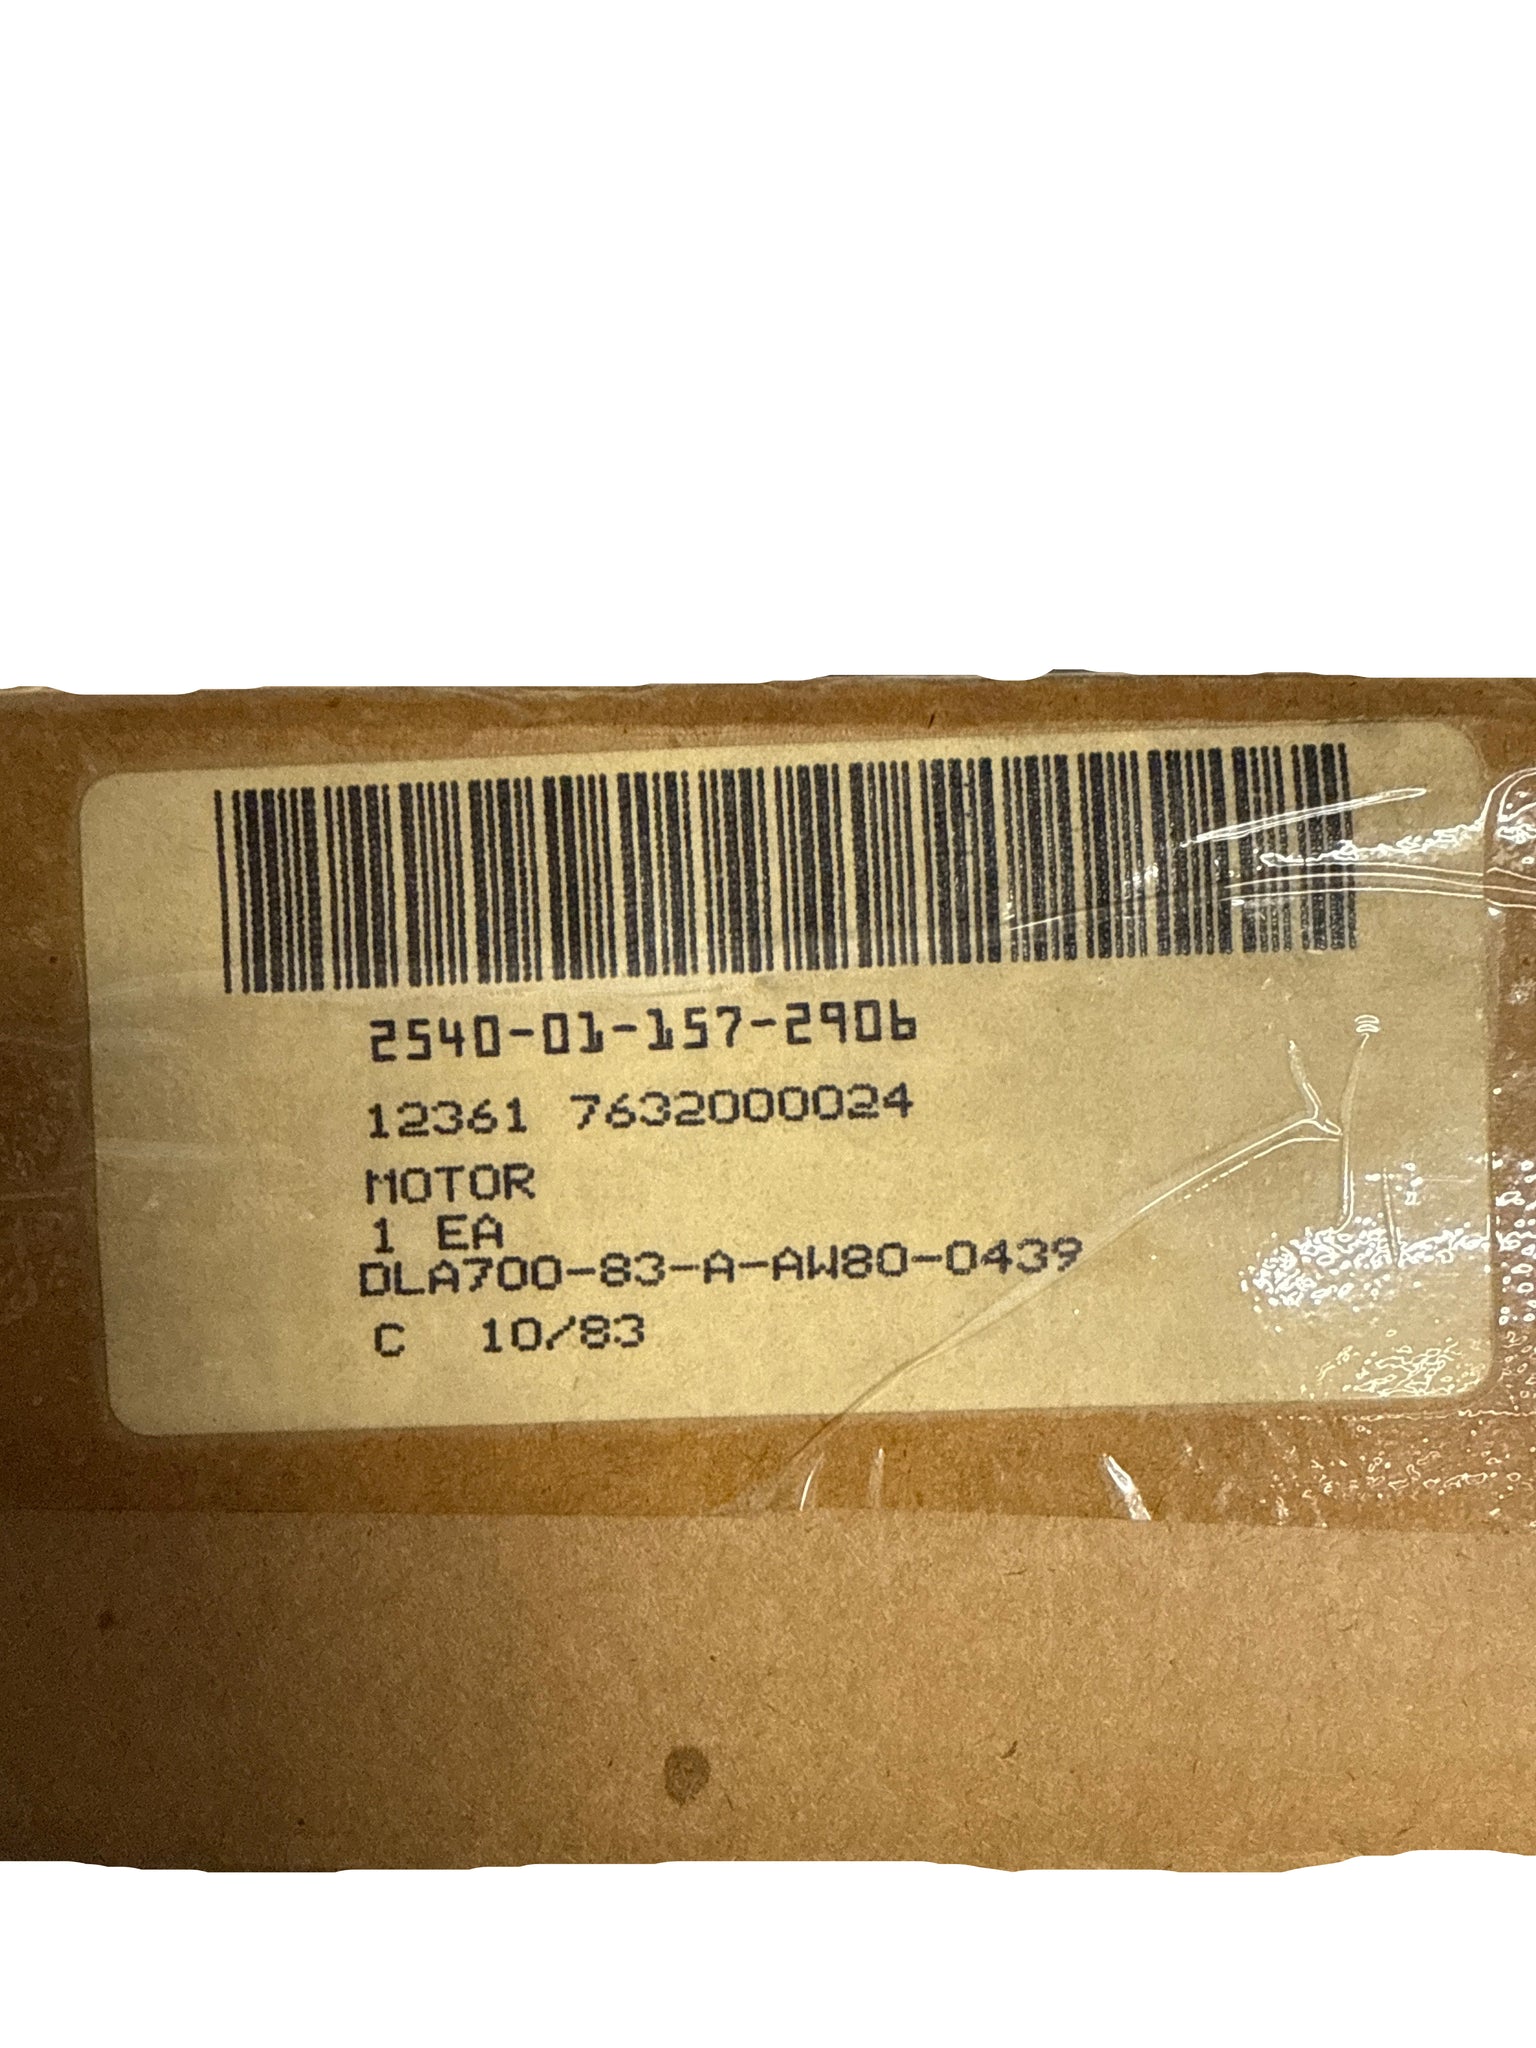 2540-01-157-2906
12361 7632000024
MOTOR
1 EA
DLA700-83-A-AW80-0439
C 10/83